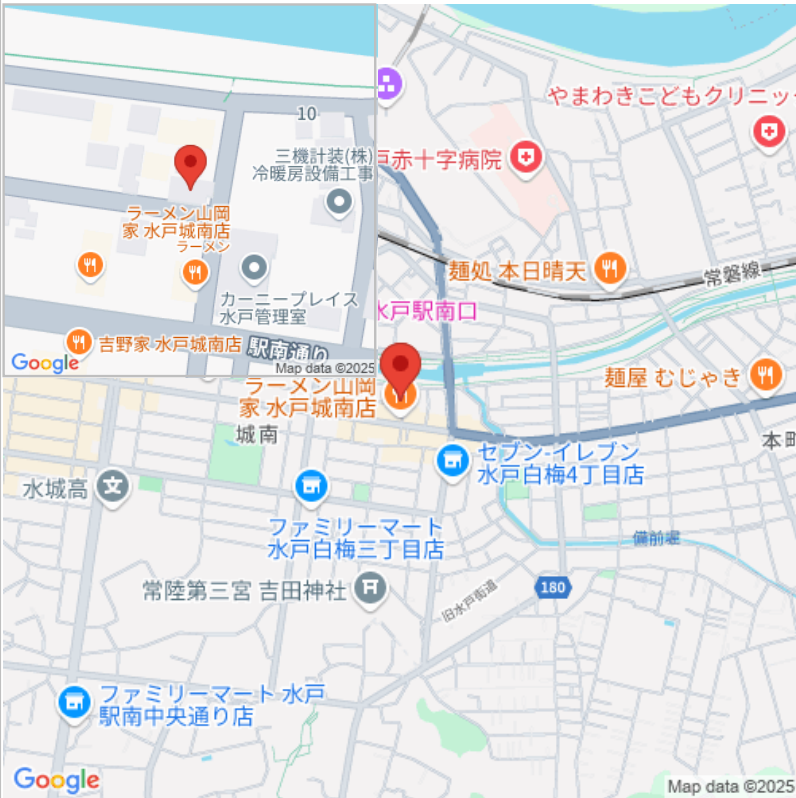 10
三機計装(株)
冷暖房設備工事
ラーメン山岡
家 水戸城南店
ラーメン
カーニープレイス
水戸管理室
吉野家 水戸城南店
駅南通り
Google
Map data ©2025
やまわきこどもクリニッ
戸赤十字病院
麺処 本日晴天
常磐線
水戸駅南口
麺屋 むじゃき
ラーメン山岡
家 水戸城南店
城南
本町
セブン-イレブン
水戸白梅4丁目店
水城高
ファミリーマート
水戸白梅三丁目店
備前堀
常陸第三宮 吉田神社
180
旧水戸街道
ファミリーマート 水戸
駅南中央通り店
Google
Map data ©2025